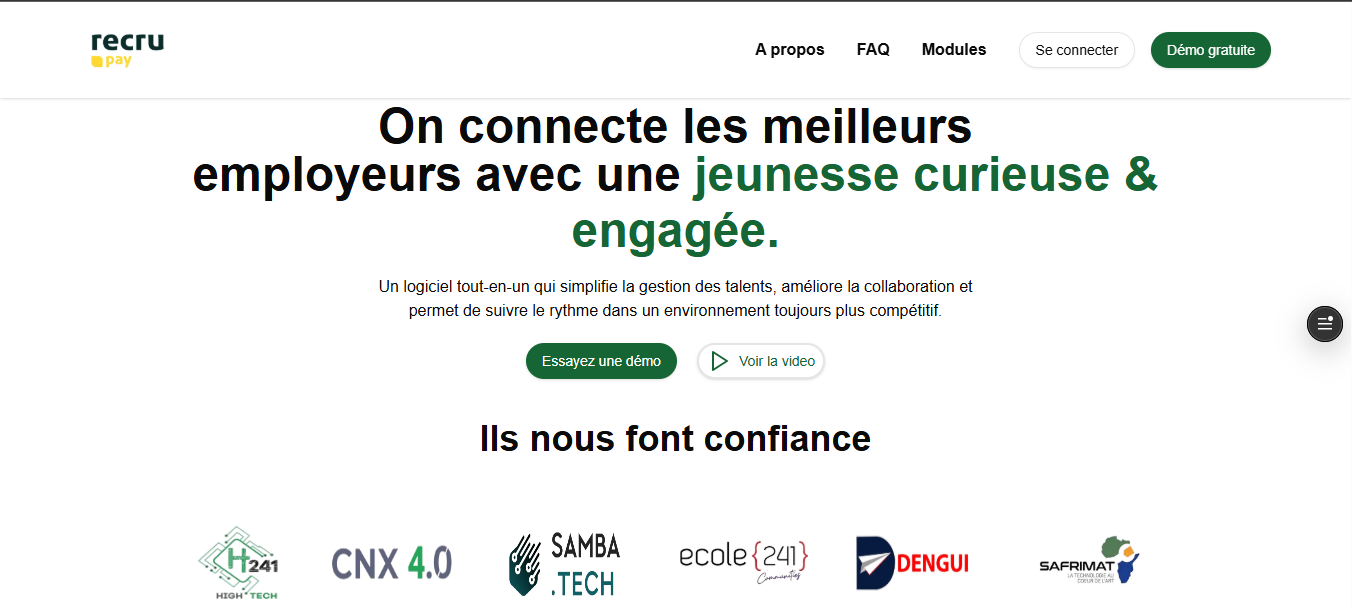 recru
pay
A propos
FAQ
Modules
Se connecter
Démo gratuite
On connecte les meilleurs
employeurs avec une jeunesse curieuse &
engagée.
Un logiciel tout-en-un qui simplifie la gestion des talents, améliore la collaboration et
permet de suivre le rythme dans un environnement toujours plus compétitif.
Essayez une démo
Voir la video
Ils nous font confiance
H
241
HIGH TECH
CNX 4.0
SAMBA
.TECH
ecole {241}
Communities
DENGUI
SAFRIMAT
LA TECHNOLOGIE AU
COEUR DE L'ART